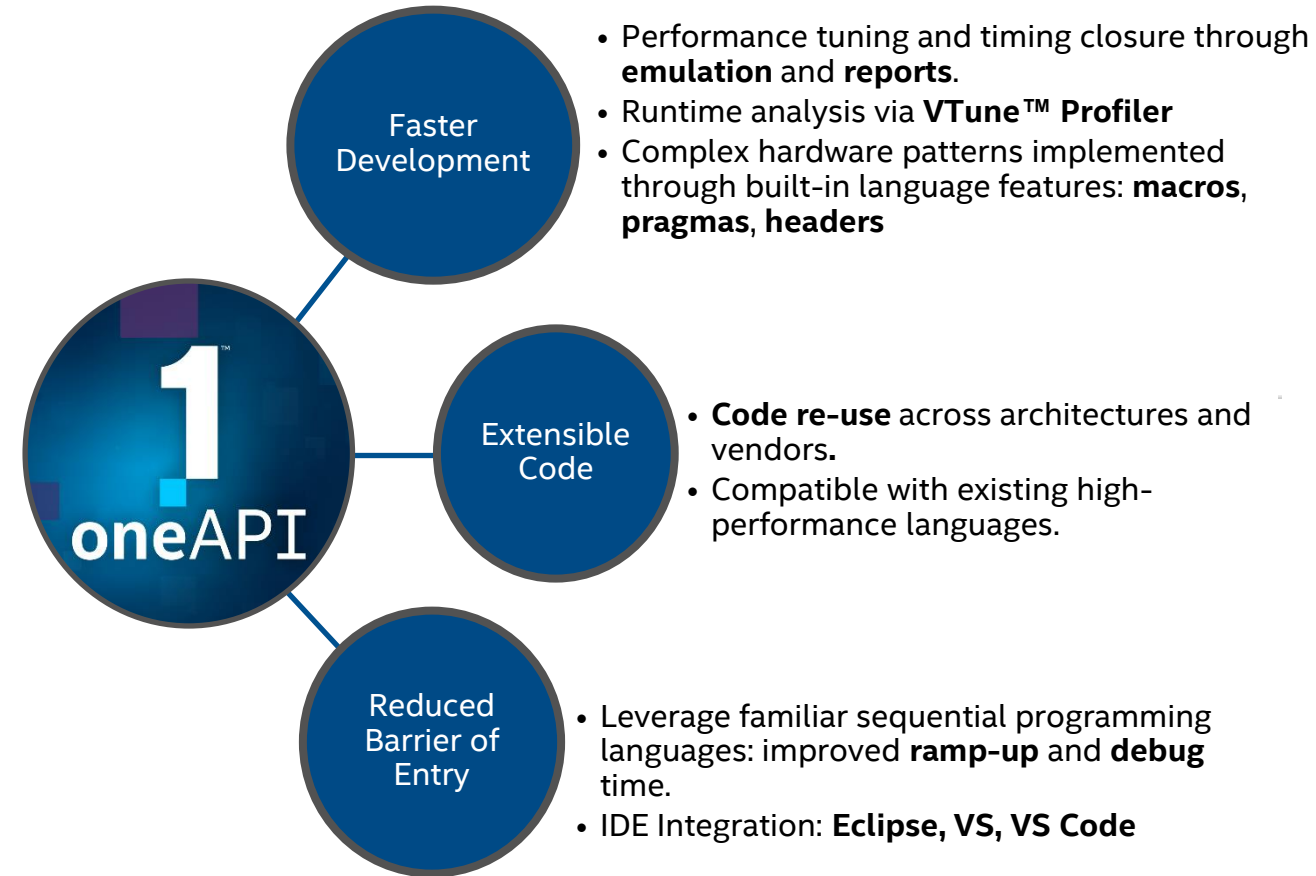 • Performance tuning and timing closure through
emulation and reports.
• Runtime analysis via VTune™ Profiler
• Complex hardware patterns implemented
through built-in language features: macros,
pragmas, headers
Faster
Development
1™
oneAPI
Extensible
Code
• Code re-use across architectures and
vendors.
• Compatible with existing high-
performance languages.
Reduced
Barrier of
Entry
• Leverage familiar sequential programming
languages: improved ramp-up and debug
time.
• IDE Integration: Eclipse, VS, VS Code